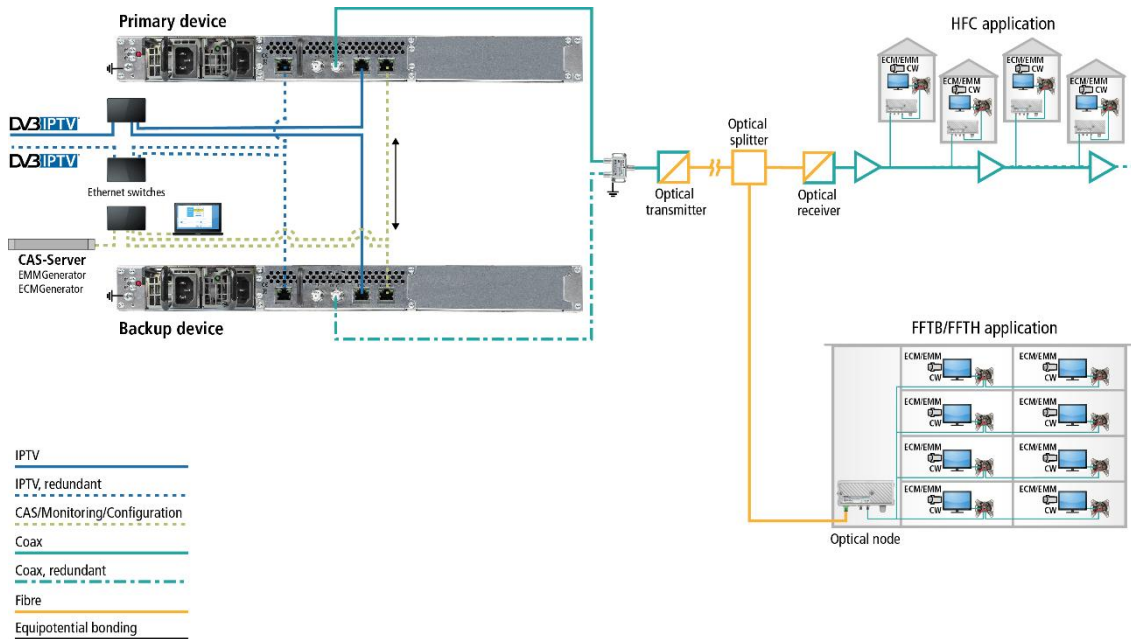 Primary device
DVB IPTV
DVB IPTV
Ethernet switches
CAS-Server
EMMGenerator
ECMGenerator
Backup device
Optical
transmitter
Optical
splitter
Optical
receiver
HFC application
ECM/EMM
CW
ECM/EMM
CW
ECM/EMM
CW
ECM/EMM
CW
FFTB/FFTH application
ECM/EMM
CW
ECM/EMM
CW
ECM/EMM
CW
ECM/EMM
CW
ECM/EMM
CW
ECM/EMM
CW
ECM/EMM
CW
ECM/EMM
CW
Optical node
IPTV
IPTV, redundant
CAS/Monitoring/Configuration
Coax
Coax, redundant
Fibre
Equipotential bonding